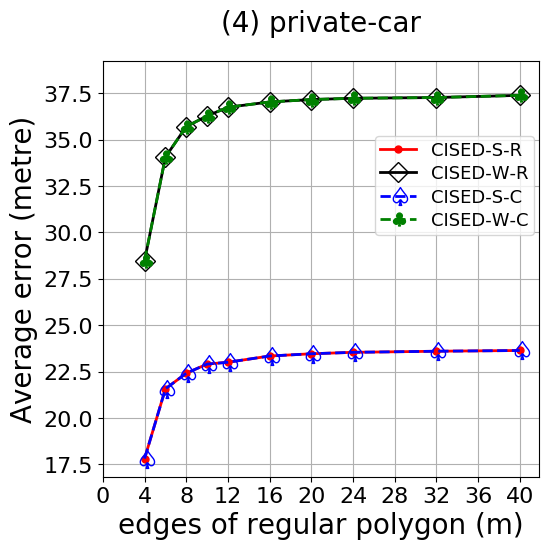 (4) private-car
Average error (metre)
37.5
35.0
32.5
30.0
27.5
25.0
22.5
20.0
17.5
CISED-S-R
CISED-W-R
CISED-S-C
CISED-W-C
0 4 8 12 16 20 24 28 32 36 40
edges of regular polygon (m)